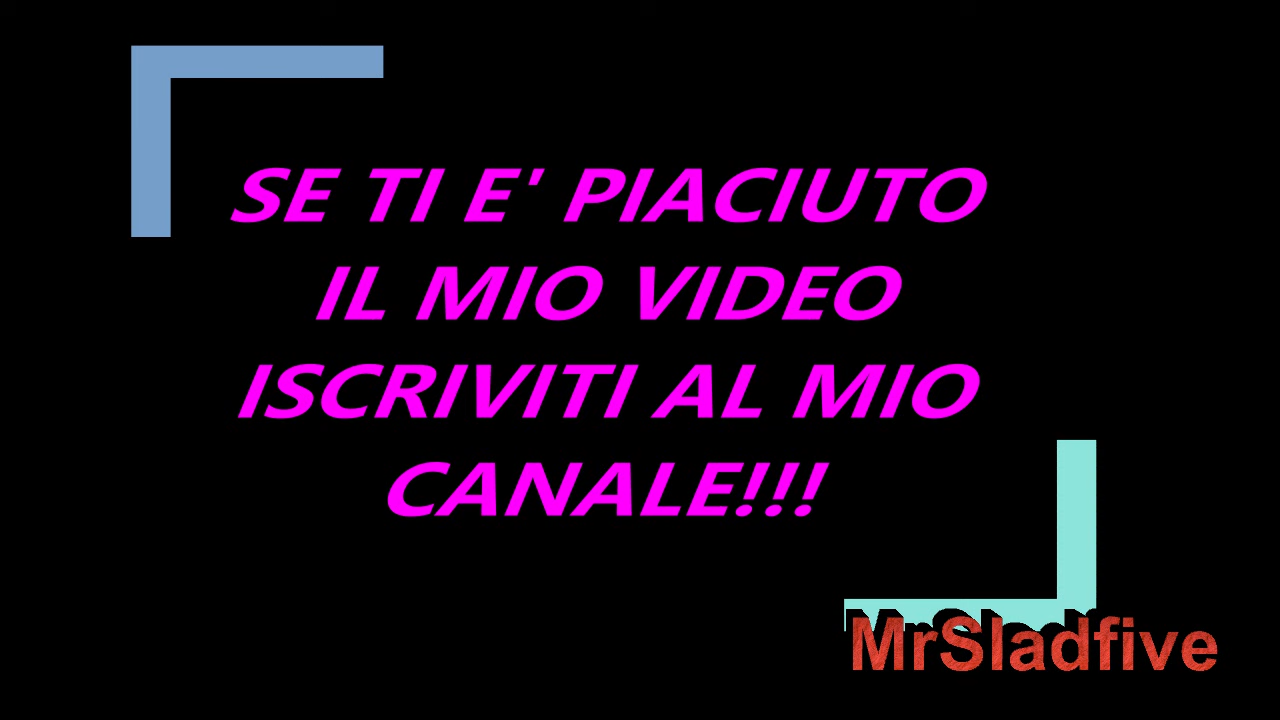 SE TI E' PIACIUTO
IL MIO VIDEO
ISCRIVITI AL MIO
CANALE!!!
MrSladfive